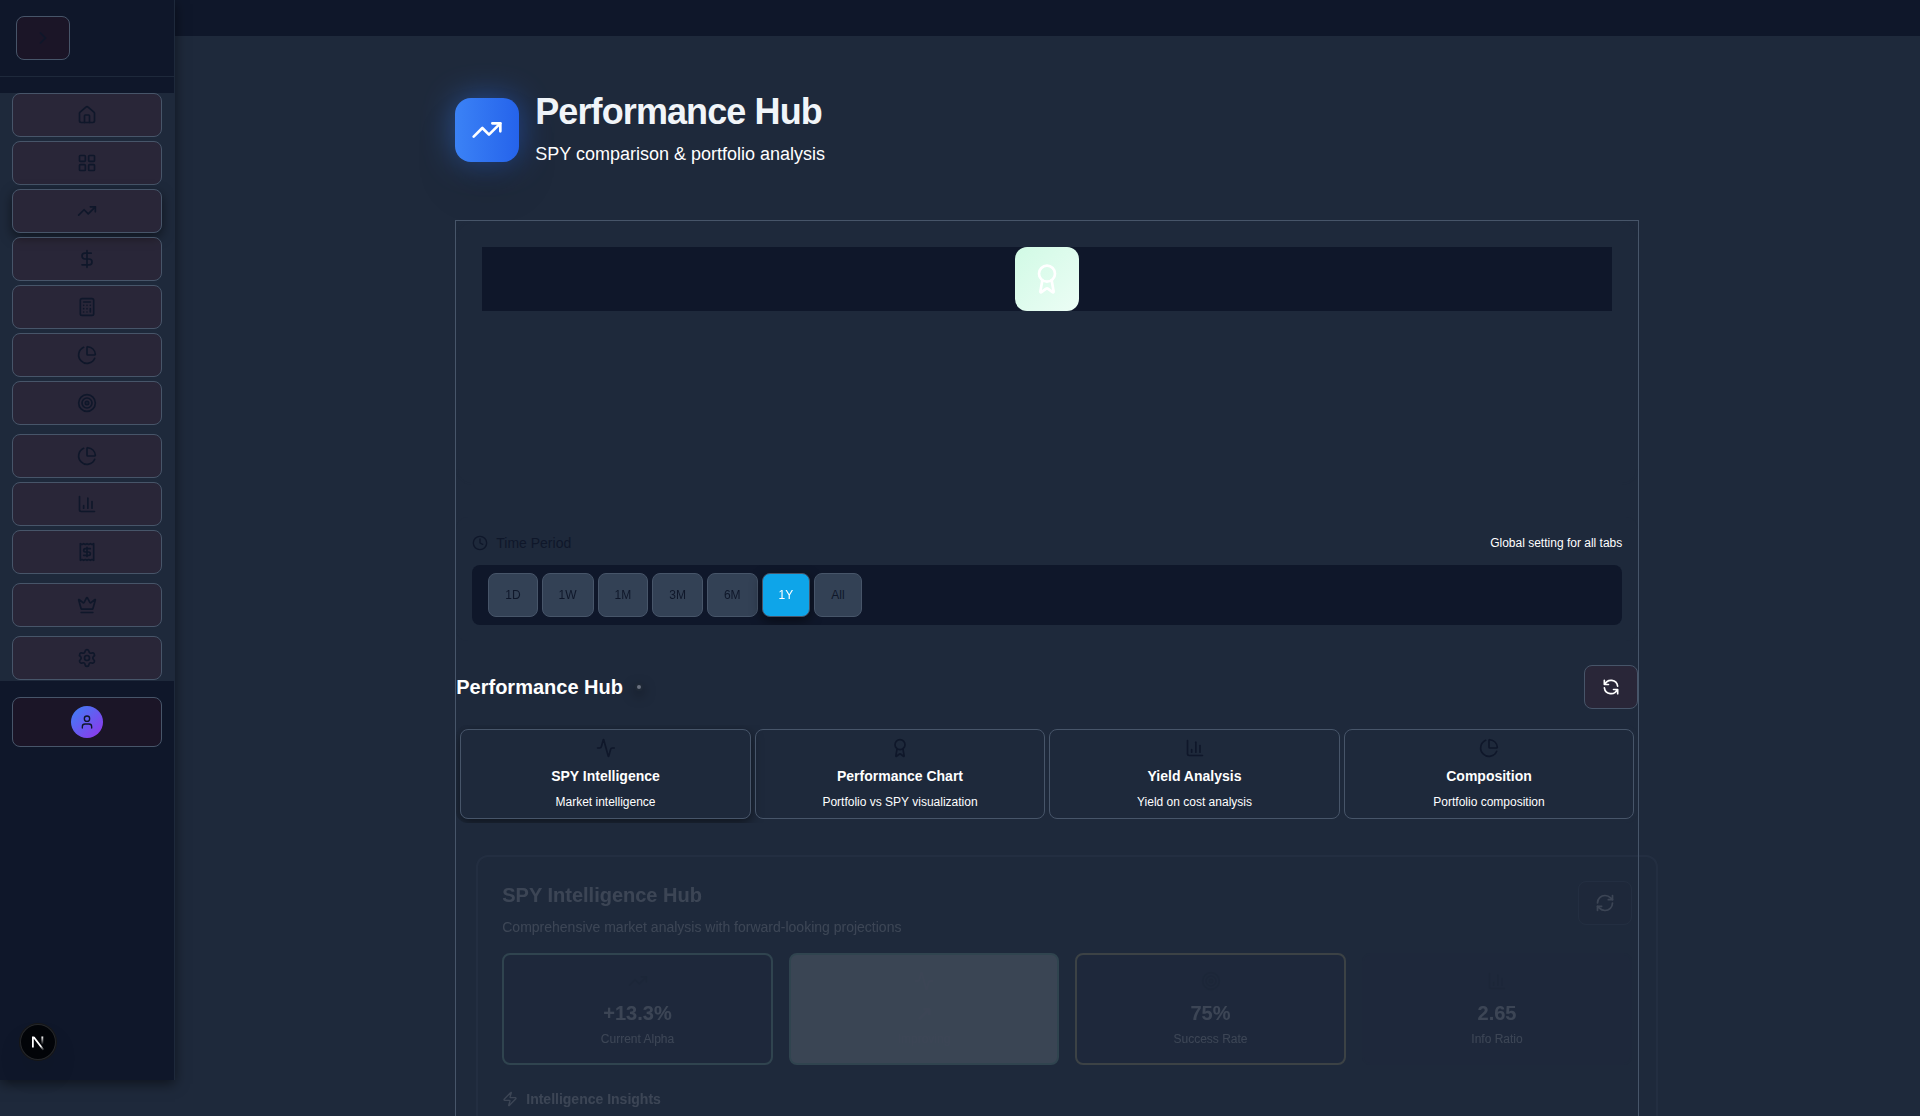 Performance Hub
SPY comparison & portfolio analysis
Time Period
Global setting for all tabs
1D 1W 1M 3M 6M 1Y All
Performance Hub
SPY Intelligence
Market intelligence
Performance Chart
Portfolio vs SPY visualization
Yield Analysis
Yield on cost analysis
Composition
Portfolio composition
SPY Intelligence Hub
Comprehensive market analysis with forward-looking projections
+13.3%
Current Alpha
75%
Success Rate
2.65
Info Ratio
Intelligence Insights
N